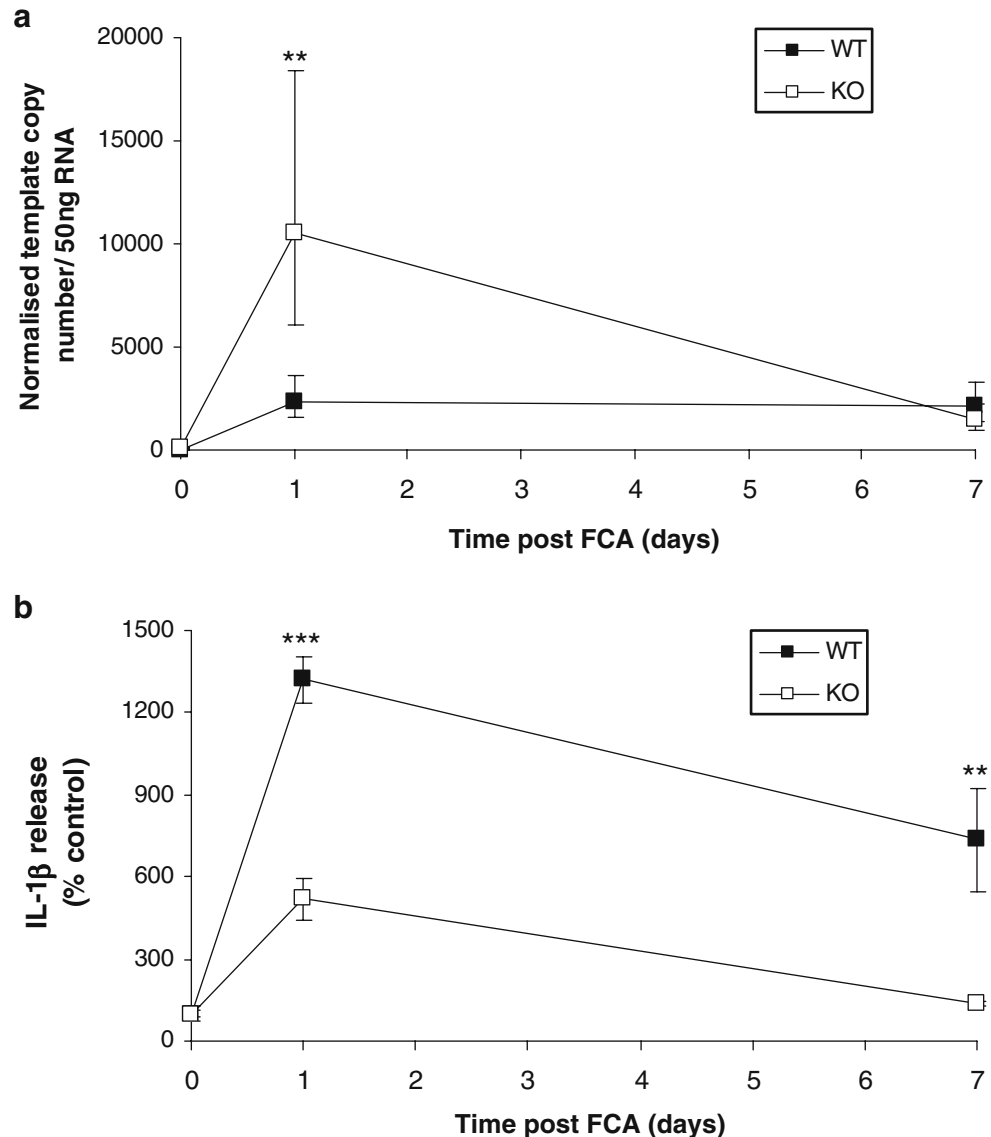 a
20000
15000
10000
5000
0
Normalised template copy
number/ 50ng RNA
**
WT
KO
0 1 2 3 4 5 6 7
Time post FCA (days)
b
1500
1200
900
600
300
0
IL-1β release
(% control)
***
**
WT
KO
0 1 2 3 4 5 6 7
Time post FCA (days)